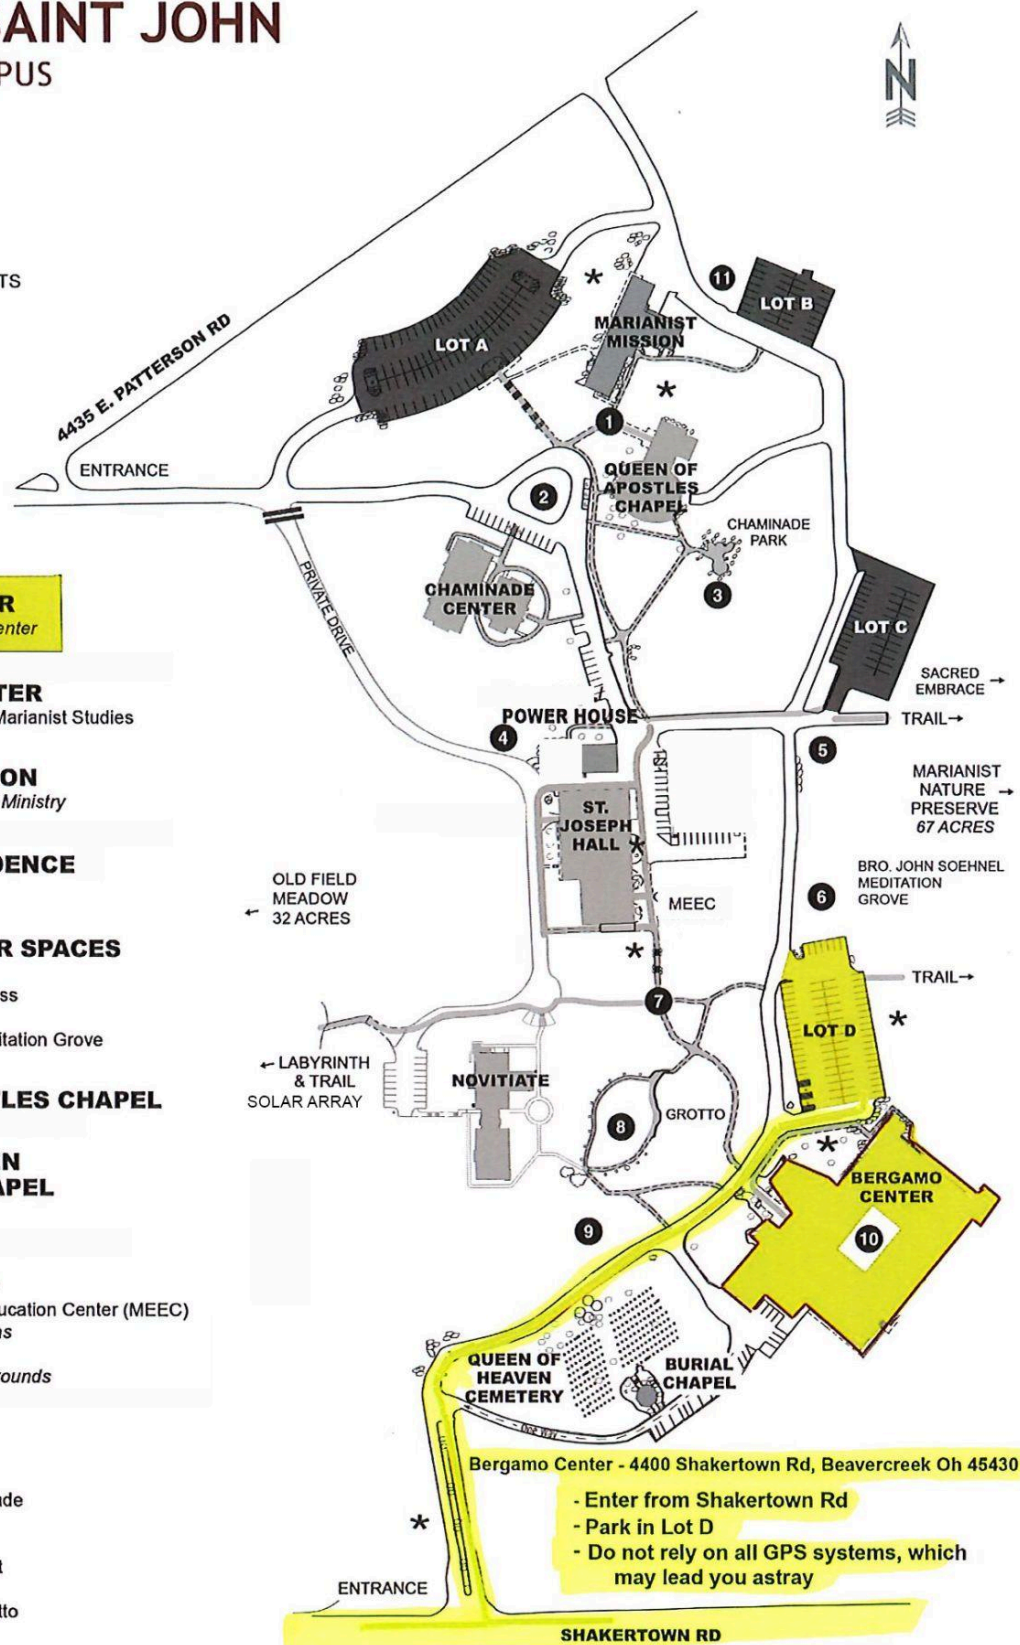 SAINT JOHN
PUS
N
TS
11
LOT B
MARIANIST
MISSION
LOT A
4435 E. PATTERSON RD
1
ENTRANCE
QUEEN OF
APOSTLES
CHAPEL
2
CHAMINADE
PARK
PRIVATE DRIVE
CHAMINADE
CENTER
3
R
enter
LOT C
SACRED
EMBRACE →
TER
Marianist Studies
POWER HOUSE
TRAIL→
4
5
ON
Ministry
MARIANIST
NATURE →
PRESERVE
67 ACRES
ST.
JOSEPH
HALL
DENCE
OLD FIELD
MEADOW
← 32 ACRES
MEEC
6
BRO. JOHN SOEHNEL
MEDITATION
GROVE
R SPACES
ss
TRAIL→
7
LOT D
itation Grove
← LABYRINTH
& TRAIL
SOLAR ARRAY
NOVITIATE
LES CHAPEL
8
GROTTO
N
APEL
BERGAMO
CENTER
9
10
ucation Center (MEEC)
ns
QUEEN OF
HEAVEN
CEMETERY
BURIAL
CHAPEL
rounds
One Way
Bergamo Center - 4400 Shakertown Rd, Beavercreek Oh 45430
- Enter from Shakertown Rd
- Park in Lot D
- Do not rely on all GPS systems, which
may lead you astray
ade
t
ENTRANCE
tto
SHAKERTOWN RD